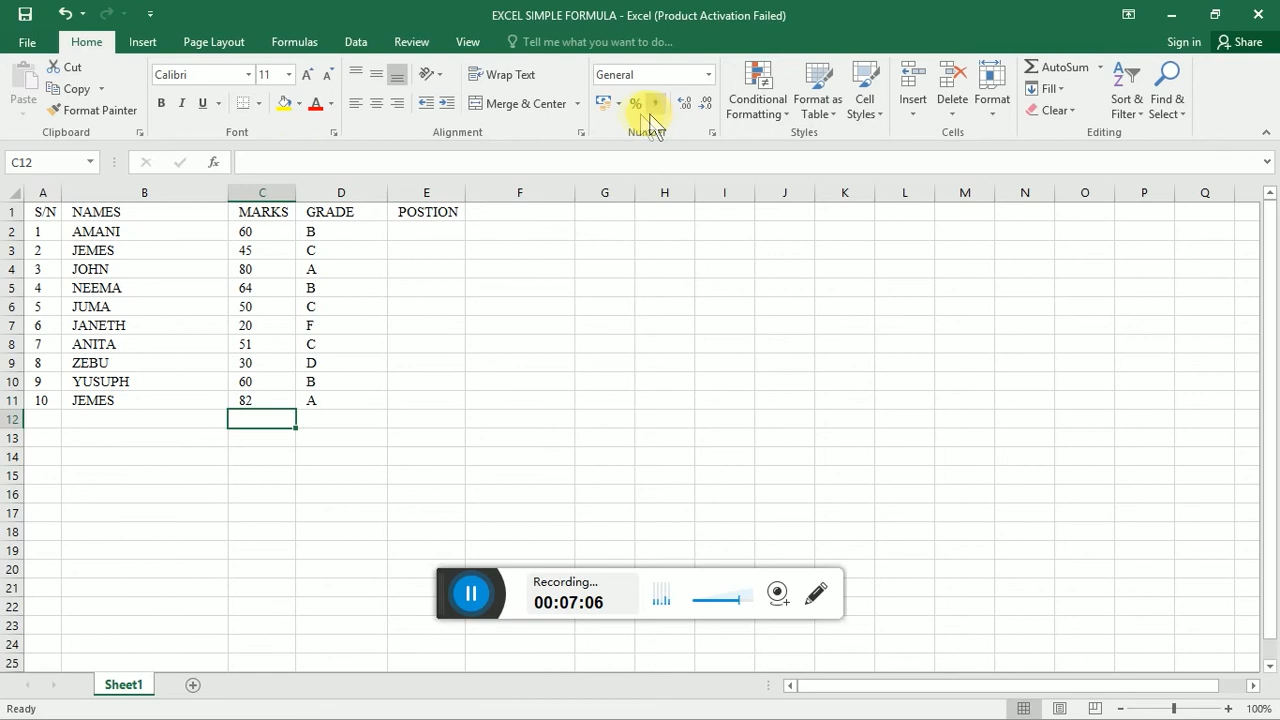 EXCEL SIMPLE FORMULA - Excel (Product Activation Failed)
File Home Insert Page Layout Formulas Data Review View Tell me what you want to do... Sign in Share
Paste
Cut
Copy
Format Painter
Clipboard
Calibri 11
B I U A
Font
Wrap Text
Merge & Center
Alignment
General
%
Conditional Formatting
Format as Table
Cell Styles
Styles
Insert Delete Format
Cells
AutoSum
Fill
Clear
Sort & Filter
Find & Select
Editing
C12 fx
A B C D E F G H I J K L M N O P Q
1 S/N NAMES MARKS GRADE POSTION
2 1 AMANI 60 B
3 2 JEMES 45 C
4 3 JOHN 80 A
5 4 NEEMA 64 B
6 5 JUMA 50 C
7 6 JANETH 20 F
8 7 ANITA 51 C
9 8 ZEBU 30 D
10 9 YUSUPH 60 B
11 10 JEMES 82 A
12
13
14
15
16
17
18
19
20
21
22
23
24
25
Recording...
00:07:06
Sheet1
Ready 100%